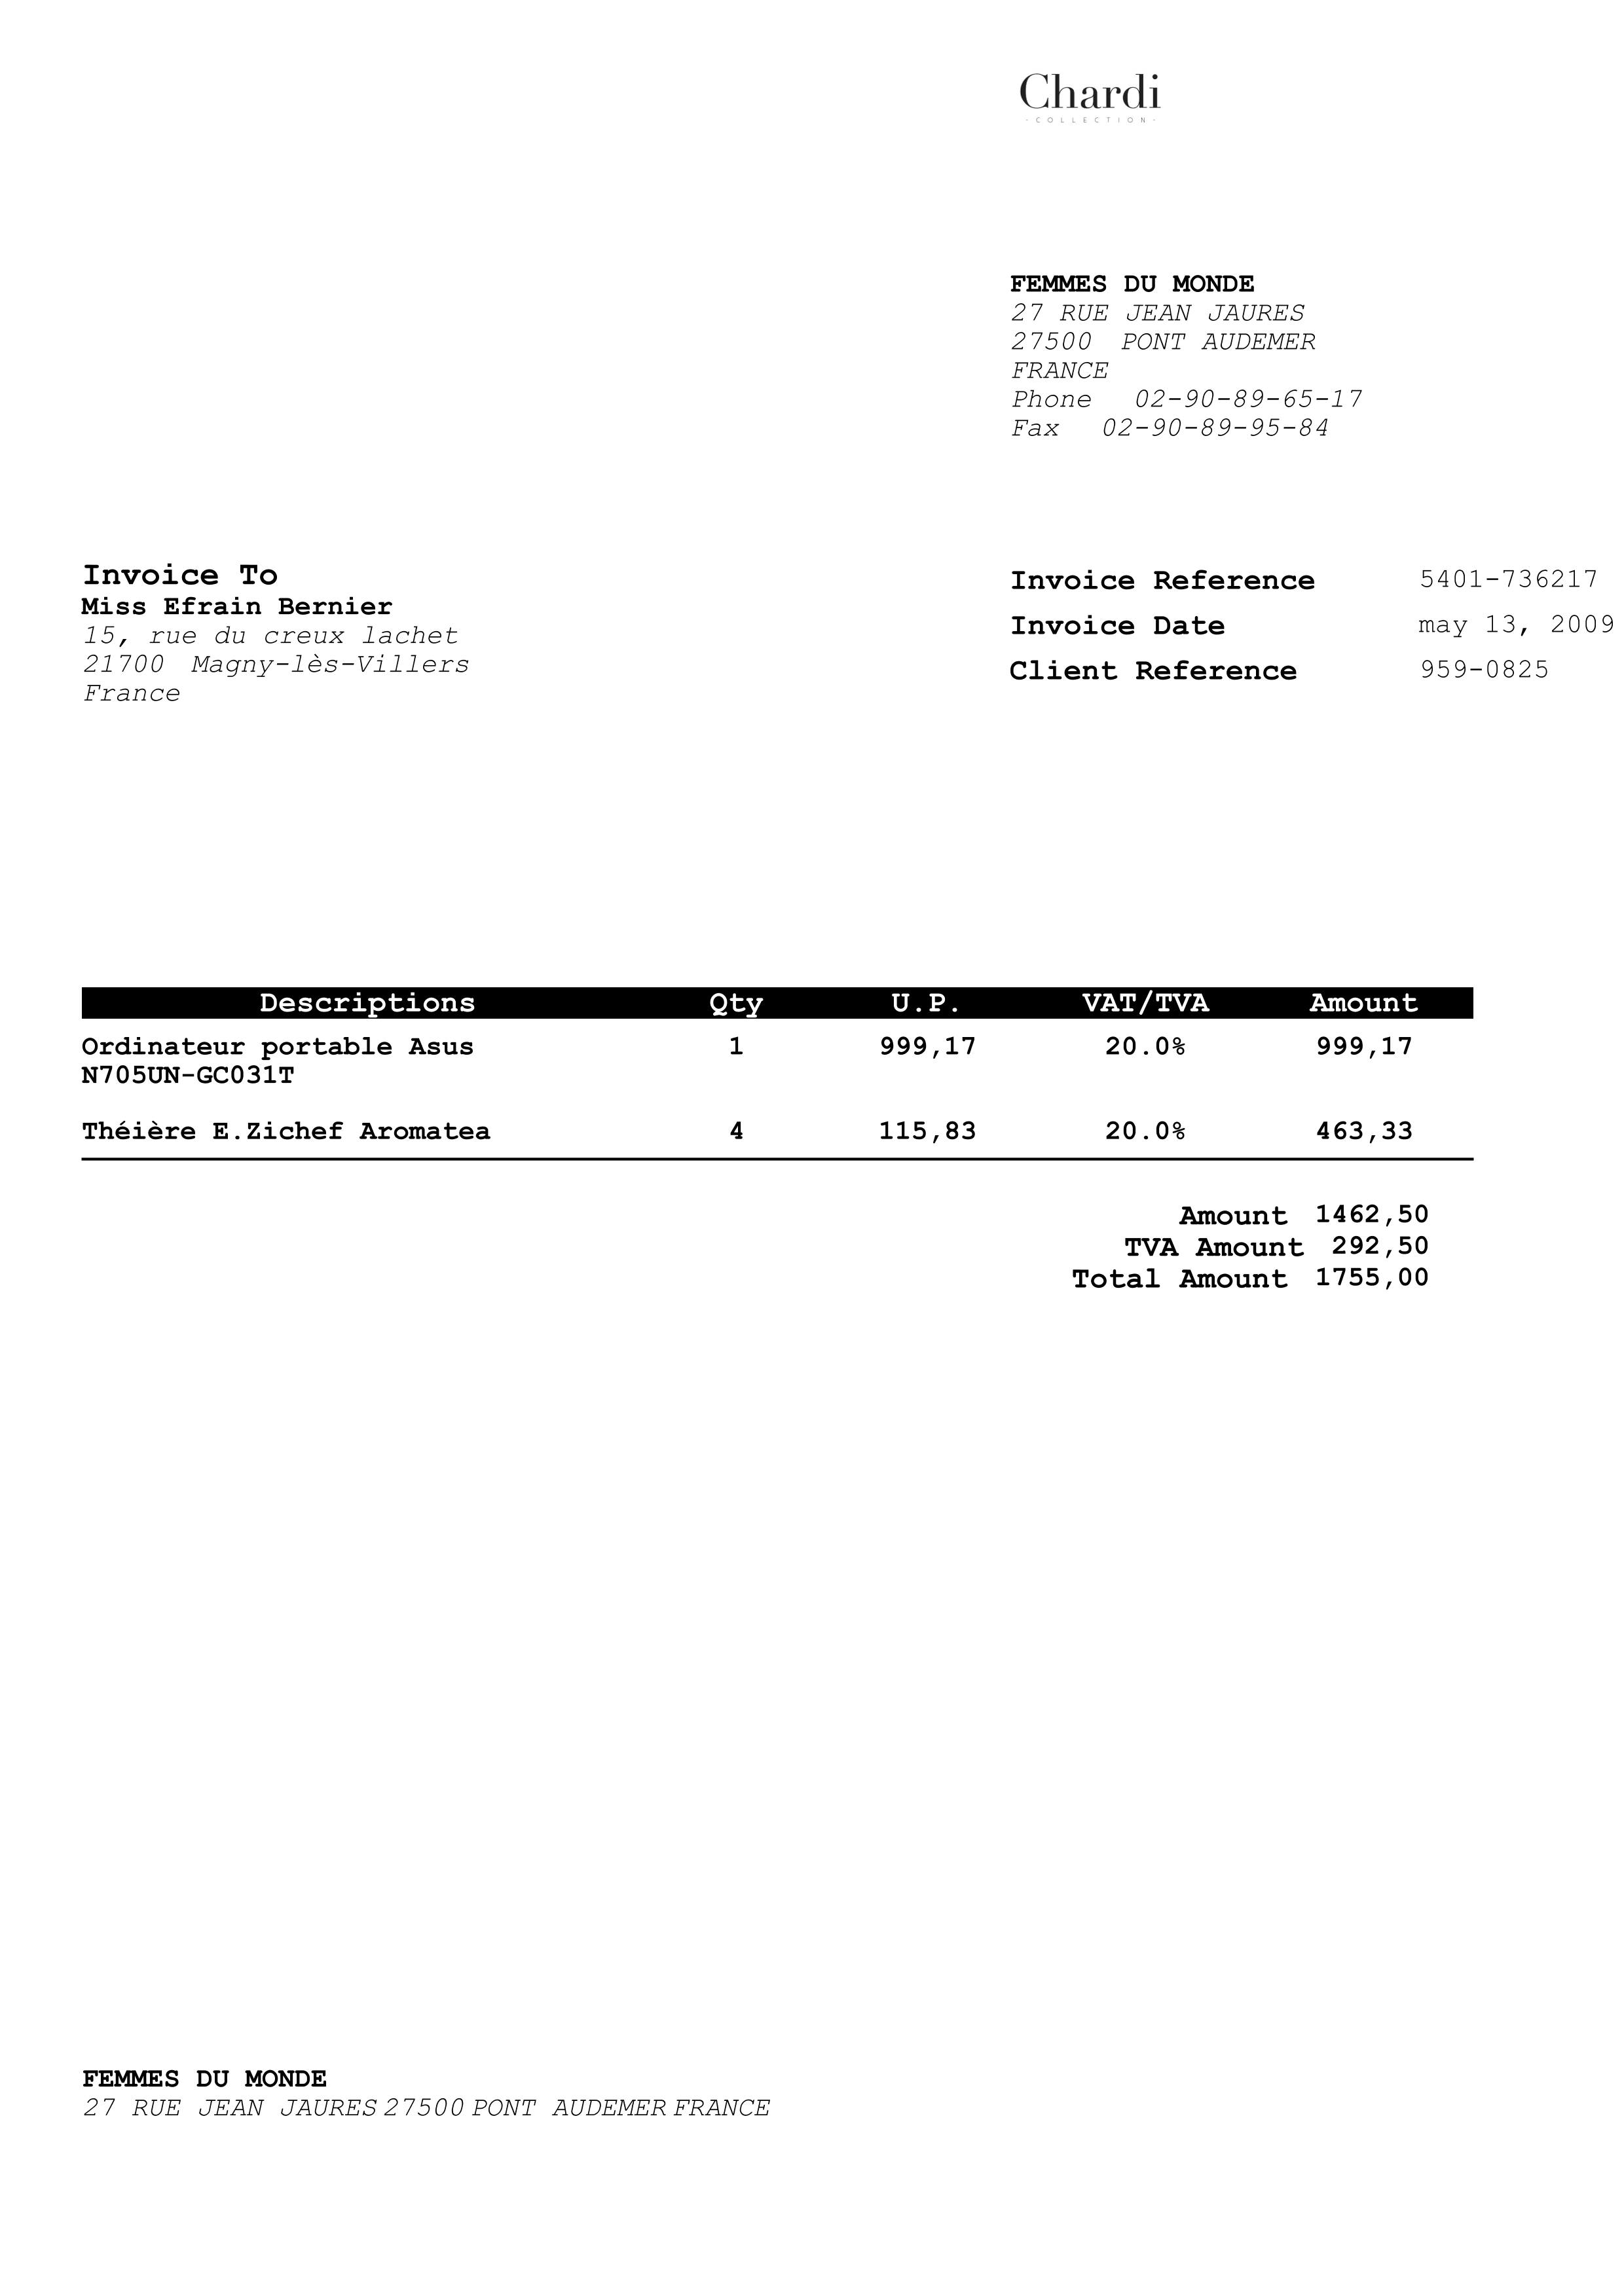 Chardi
· COLLECTION ·
FEMMES DU MONDE
27 RUE JEAN JAURES
27500 PONT AUDEMER
FRANCE
Phone 02-90-89-65-17
Fax 02-90-89-95-84
Invoice To
Miss Efrain Bernier
15, rue du creux lachet
21700 Magny-lès-Villers
France
Invoice Reference 5401-736217
Invoice Date may 13, 2009
Client Reference 959-0825
Descriptions Qty U.P. VAT/TVA Amount
Ordinateur portable Asus 1 999,17 20.0% 999,17
N705UN-GC031T
Théière E.Zichef Aromatea 4 115,83 20.0% 463,33
Amount 1462,50
TVA Amount 292,50
Total Amount 1755,00
FEMMES DU MONDE
27 RUE JEAN JAURES 27500 PONT AUDEMER FRANCE